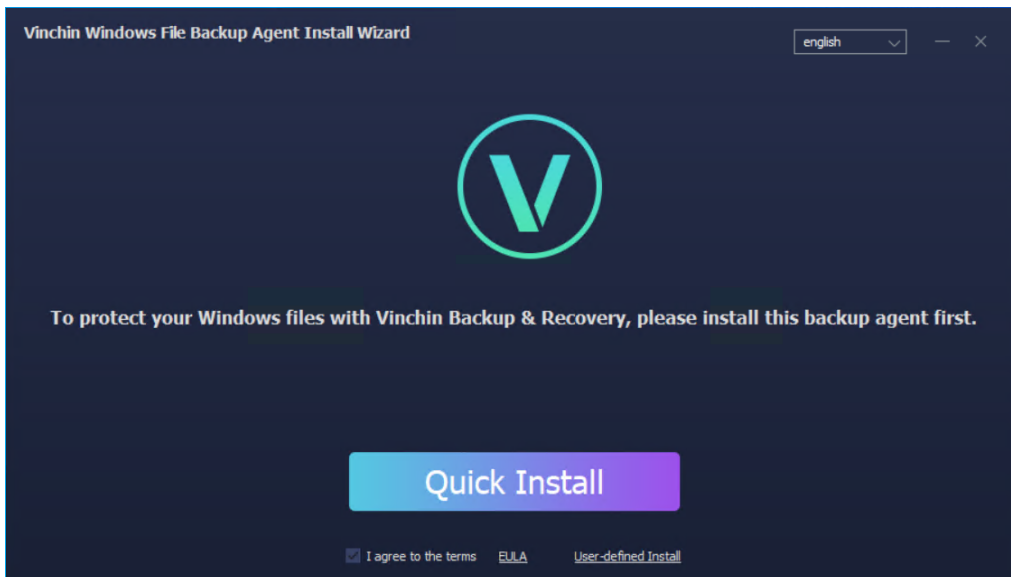 Vinchin Windows File Backup Agent Install Wizard
english
To protect your Windows files with Vinchin Backup & Recovery, please install this backup agent first.
Quick Install
I agree to the terms EULA User-defined Install